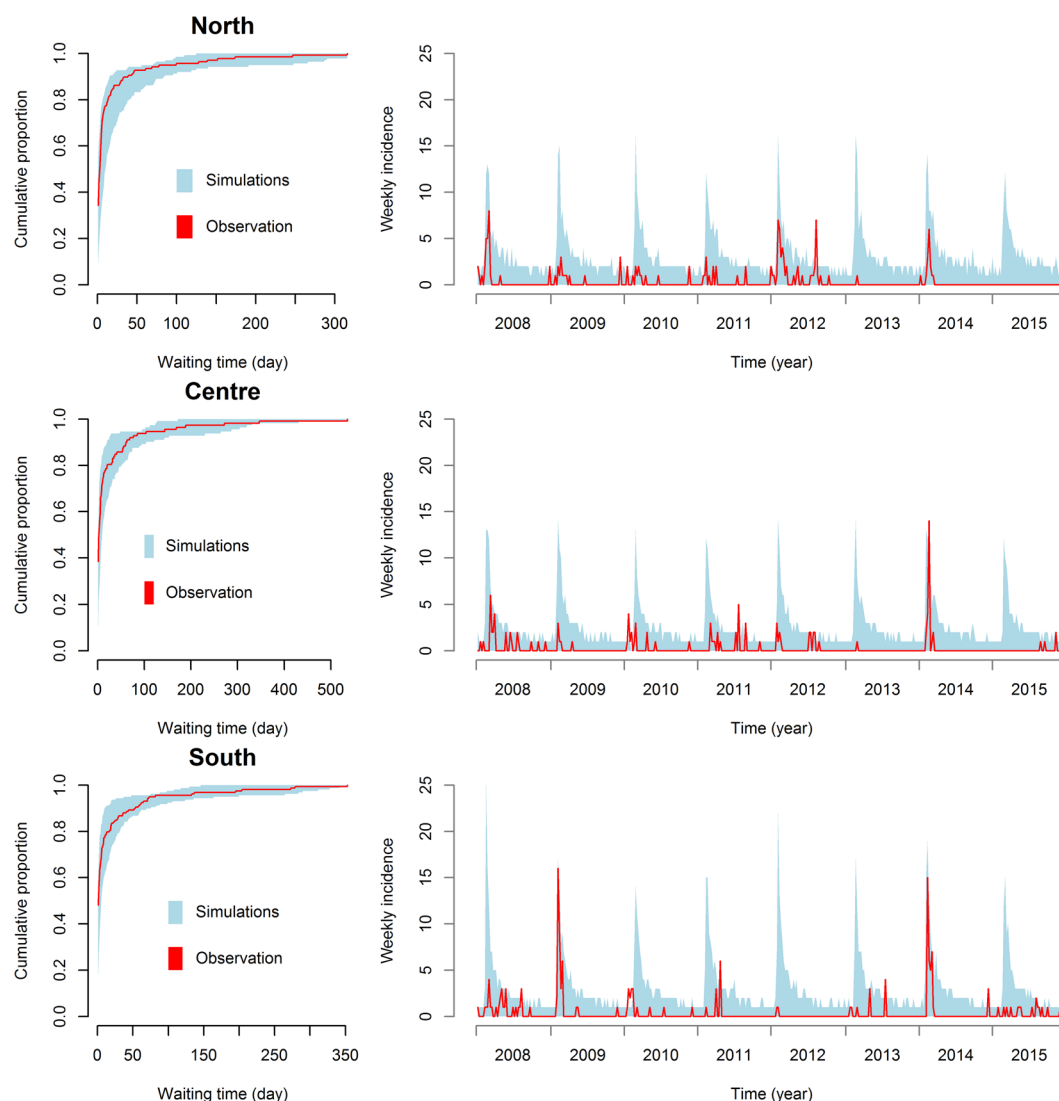 North
Cumulative proportion
0.0 0.2 0.4 0.6 0.8 1.0
Simulations
Observation
0 50 100 200 300
Waiting time (day)
Weekly incidence
0 5 10 15 20 25
2008 2009 2010 2011 2012 2013 2014 2015
Time (year)
Centre
Cumulative proportion
0.0 0.2 0.4 0.6 0.8 1.0
Simulations
Observation
0 100 200 300 400 500
Waiting time (day)
Weekly incidence
0 5 10 15 20 25
2008 2009 2010 2011 2012 2013 2014 2015
Time (year)
South
Cumulative proportion
0.0 0.2 0.4 0.6 0.8 1.0
Simulations
Observation
0 50 150 250 350
Waiting time (day)
Weekly incidence
0 5 10 15 20 25
2008 2009 2010 2011 2012 2013 2014 2015
Time (year)